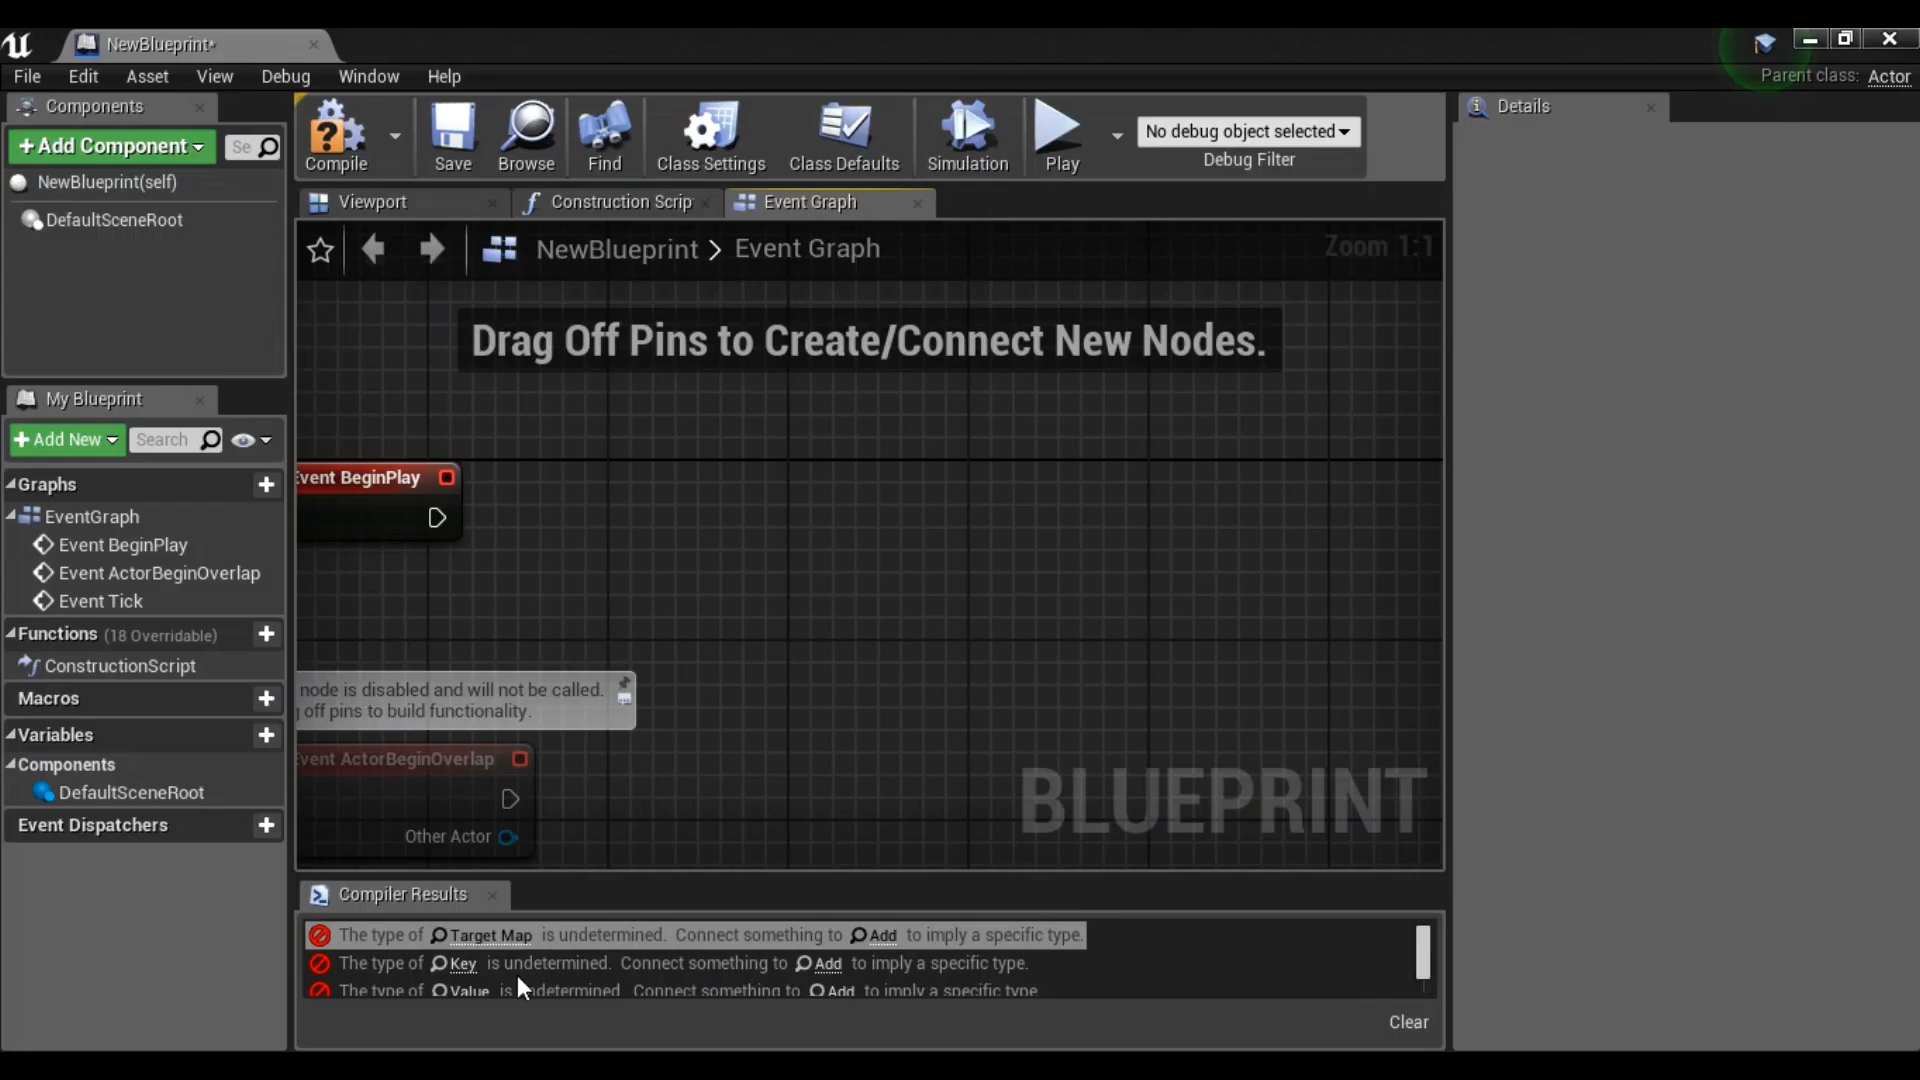 NewBlueprint*
File Edit Asset View Debug Window Help
Parent class: Actor
Components
+Add Component
Se
NewBlueprint(self)
DefaultSceneRoot
Compile
Save
Browse
Find
Class Settings
Class Defaults
Simulation
Play
No debug object selected
Debug Filter
Details
Viewport
Construction Scrip
Event Graph
NewBlueprint > Event Graph
Zoom 1:1
Drag Off Pins to Create/Connect New Nodes.
My Blueprint
+Add New
Search
Graphs
EventGraph
Event BeginPlay
Event ActorBeginOverlap
Event Tick
Functions (18 Overridable)
ConstructionScript
Macros
Variables
Components
DefaultSceneRoot
Event Dispatchers
Event BeginPlay
node is disabled and will not be called.
off pins to build functionality.
Event ActorBeginOverlap
Other Actor
BLUEPRINT
Compiler Results
The type of Target Map is undetermined. Connect something to Add to imply a specific type.
The type of Key is undetermined. Connect something to Add to imply a specific type.
The type of Value is undetermined. Connect something to Add to imply a specific type
Clear